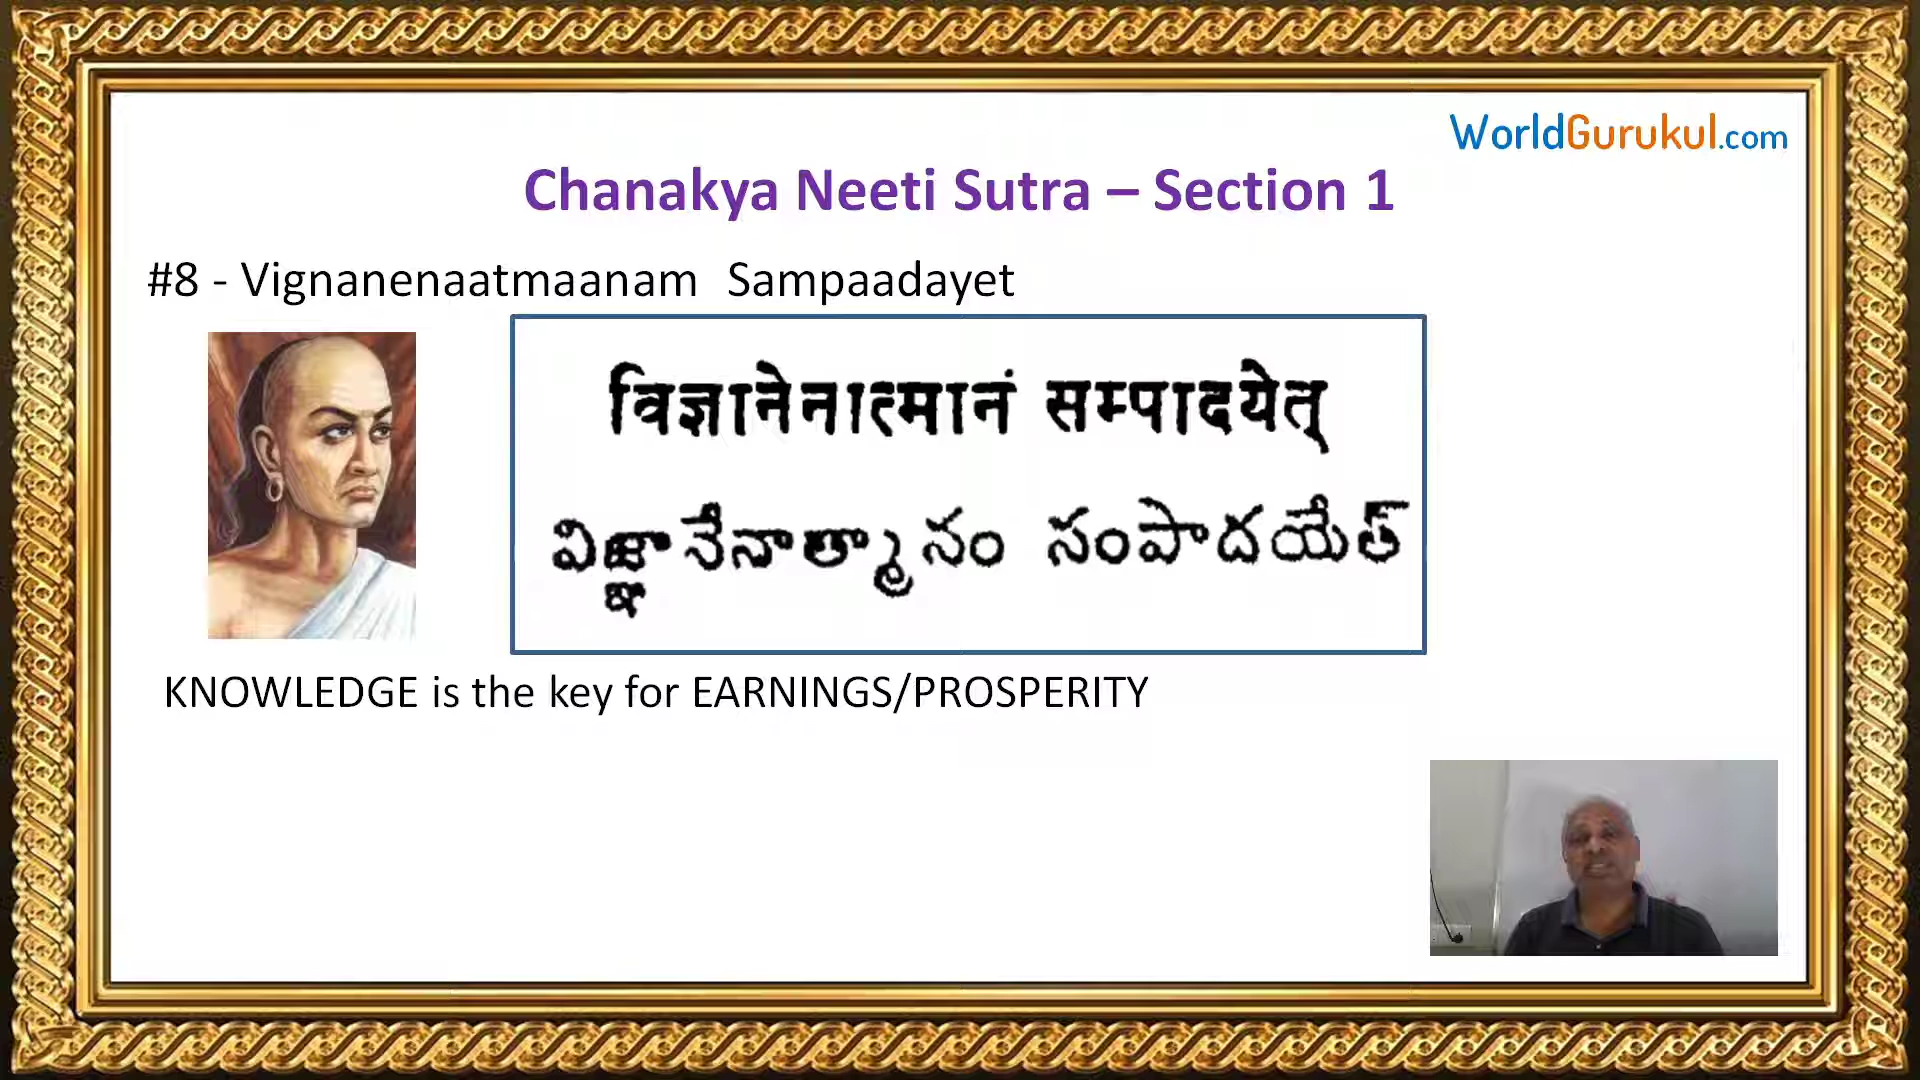 WorldGurukul.com
Chanakya Neeti Sutra – Section 1
#8 - Vignanenaatmaanam Sampaadayet
विज्ञानेनात्मानं सम्पादयेत्
విజ్ఞానేనాత్మానం సంపాదయేత్
KNOWLEDGE is the key for EARNINGS/PROSPERITY